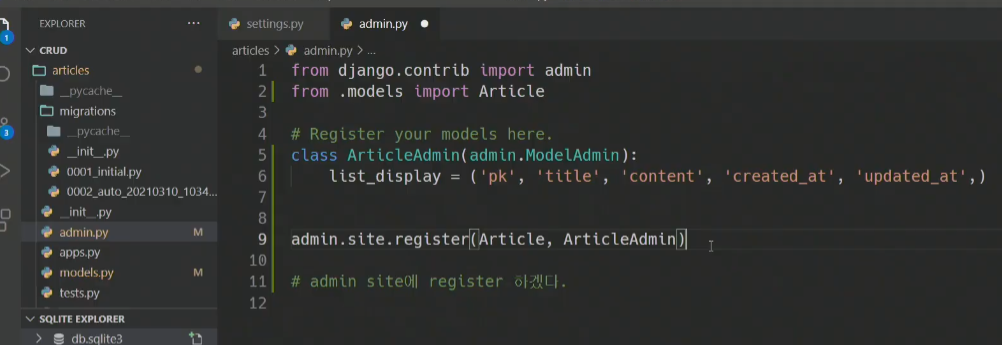 EXPLORER ...
CRUD
articles
__pycache__
migrations
__pycache__
__init__.py
0001_initial.py
0002_auto_20210310_1034...
__init__.py
admin.py M
apps.py
models.py M
tests.py
SQLITE EXPLORER
db.sqlite3
1
3
settings.py admin.py
articles > admin.py > ...
1 from django.contrib import admin
2 from .models import Article
3
4 # Register your models here.
5 class ArticleAdmin(admin.ModelAdmin):
6 list_display = ('pk', 'title', 'content', 'created_at', 'updated_at',)
7
8
9 admin.site.register(Article, ArticleAdmin)
10
11 # admin site에 register 하겠다.
12